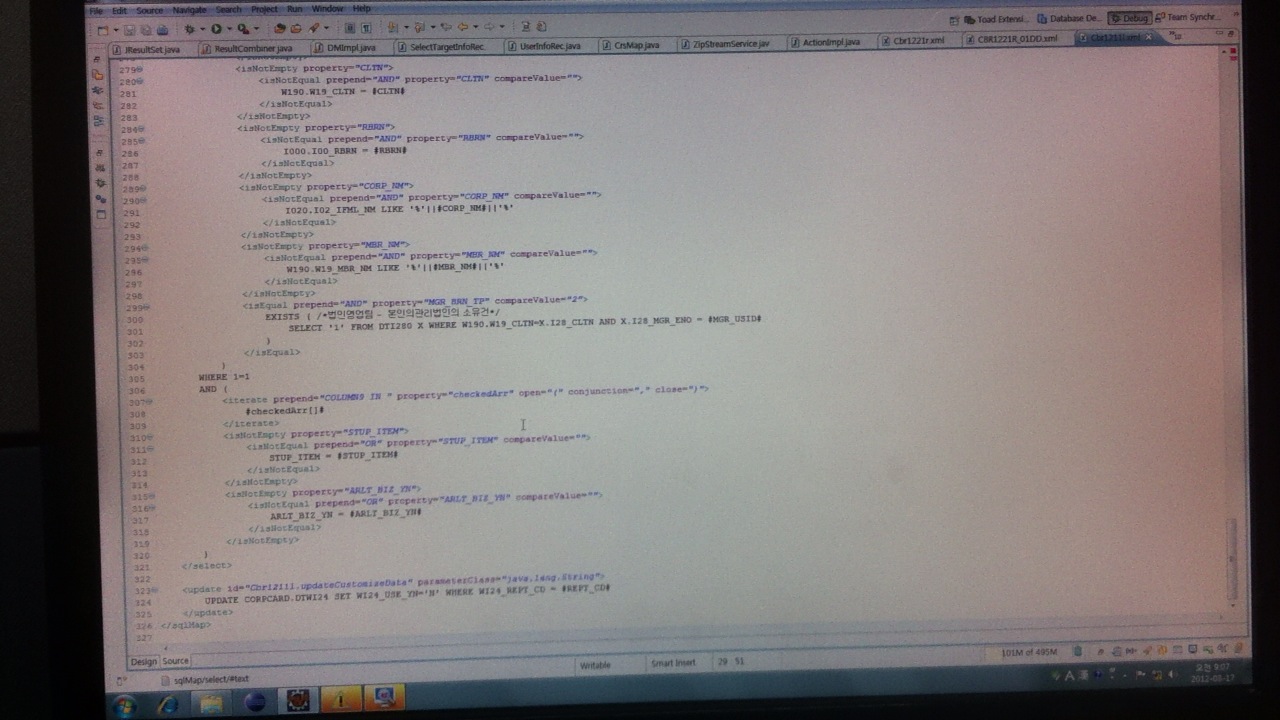 File Edit Source Navigate Search Project Run Window Help
Toad Extensi... Database De... Debug Team Synchr...
IResultSet.java ResultCombiner.java DMImpl.java SelectTargetInfoRec. UserInfoRec.java CrsMap.java ZipStreamService.jav ActionImpl.java Cbr1221r.xml CBR1221R_01DD.xml
279 <isNotEmpty property="CLTN">
280 <isNotEqual prepend="AND" property="CLTN" compareValue="">
281 W190.W19_CLTN = #CLTN#
282 </isNotEqual>
283 </isNotEmpty>
284 <isNotEmpty property="RBRN">
285 <isNotEqual prepend="AND" property="RBRN" compareValue="">
286 I000.I00_RBRN = #RBRN#
287 </isNotEqual>
288 </isNotEmpty>
289 <isNotEmpty property="CORP_NM">
290 <isNotEqual prepend="AND" property="CORP_NM" compareValue="">
291 I020.I02_IFML_NM LIKE '%'||#CORP_NM#||'%'
292 </isNotEqual>
293 </isNotEmpty>
294 <isNotEmpty property="MBR_NM">
295 <isNotEqual prepend="AND" property="MBR_NM" compareValue="">
296 W190.W19_MBR_NM LIKE '%'||#MBR_NM#||'%'
297 </isNotEqual>
298 </isNotEmpty>
299 <isEqual prepend="AND" property="MGR_BRN_TP" compareValue="2">
300 EXISTS ( /*법인영업팀 - 본인의관리법인의 소유건*/
301 SELECT '1' FROM DTI280 X WHERE W190.W19_CLTN=X.I28_CLTN AND X.I28_MGR_ENO = #MGR_USID#
302 )
303 </isEqual>
304 )
305 WHERE 1=1
306 AND (
307 <iterate prepend="COLUMN9 IN " property="checkedArr" open="(" conjunction="," close=")">
308 #checkedArr[]#
309 </iterate>
310 <isNotEmpty property="STUP_ITEM">
311 <isNotEqual prepend="OR" property="STUP_ITEM" compareValue="">
312 STUP_ITEM = #STUP_ITEM#
313 </isNotEqual>
314 </isNotEmpty>
315 <isNotEmpty property="ARLT_BIZ_YN">
316 <isNotEqual prepend="OR" property="ARLT_BIZ_YN" compareValue="">
317 ARLT_BIZ_YN = #ARLT_BIZ_YN#
318 </isNotEqual>
319 </isNotEmpty>
320 )
321 </select>
322
323 <update id="Cbr1211l.updateCustomizeData" parameterClass="java.lang.String">
324 UPDATE CORPCARD.DTWI24 SET WI24_USE_YN='N' WHERE WI24_REPT_CD = #REPT_CD#
325 </update>
326 </sqlMap>
327
Design Source
Writable Smart Insert 29 : 51 101M of 495M
sqlMap/select/#text
오전 9:07
2012-08-17